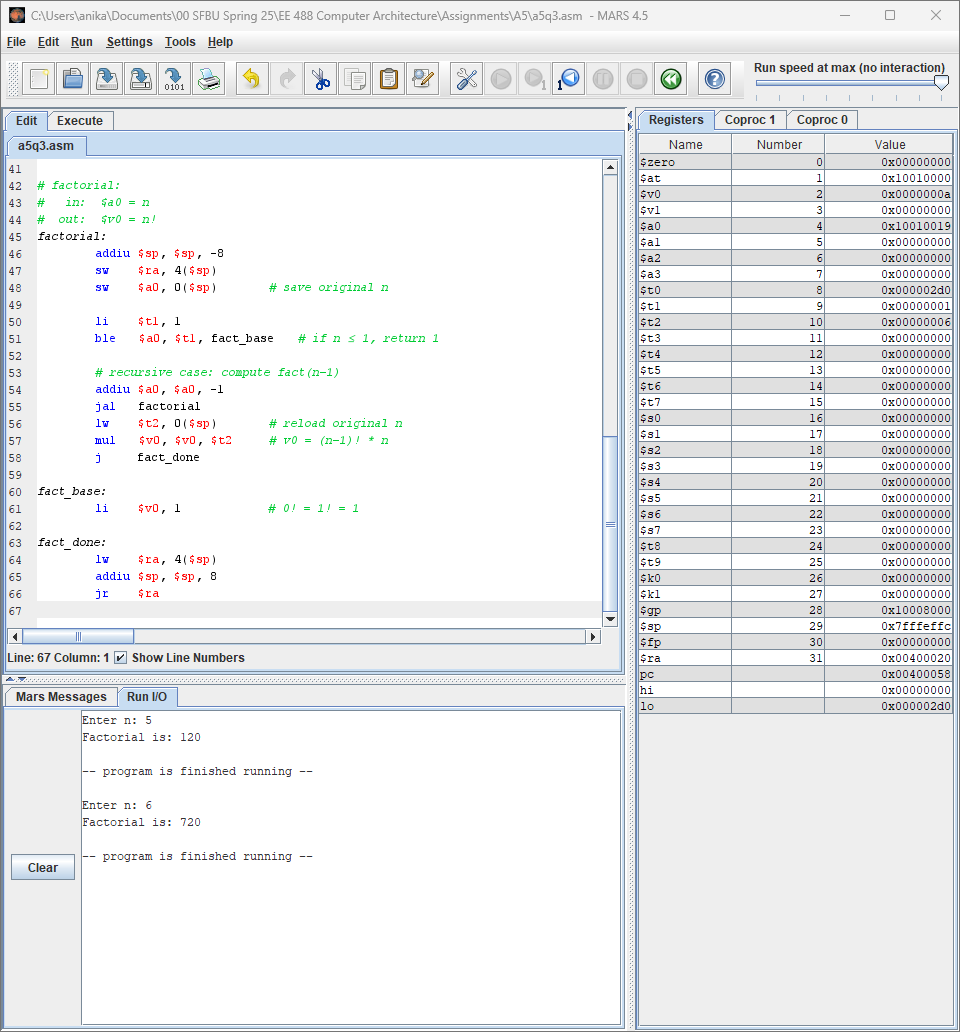 C:\Users\anika\Documents\00 SFBU Spring 25\EE 488 Computer Architecture\Assignments\A5\a5q3.asm - MARS 4.5
File Edit Run Settings Tools Help
0101
1
1
Run speed at max (no interaction)
Edit Execute
a5q3.asm
41
42 # factorial:
43 #   in:  $a0 = n
44 #  out:  $v0 = n!
45 factorial:
46 addiu $sp, $sp, -8
47 sw $ra, 4($sp)
48 sw $a0, 0($sp) # save original n
49
50 li $t1, 1
51 ble $a0, $t1, fact_base # if n ≤ 1, return 1
52
53 # recursive case: compute fact(n−1)
54 addiu $a0, $a0, -1
55 jal factorial
56 lw $t2, 0($sp) # reload original n
57 mul $v0, $v0, $t2 # v0 = (n−1)! * n
58 j fact_done
59
60 fact_base:
61 li $v0, 1 # 0! = 1! = 1
62
63 fact_done:
64 lw $ra, 4($sp)
65 addiu $sp, $sp, 8
66 jr $ra
67
Line: 67 Column: 1 Show Line Numbers
Mars Messages Run I/O
Enter n: 5
Factorial is: 120
-- program is finished running --
Enter n: 6
Factorial is: 720
-- program is finished running --
Clear
Registers Coproc 1 Coproc 0
Name Number Value
$zero 0 0x00000000
$at 1 0x10010000
$v0 2 0x0000000a
$v1 3 0x00000000
$a0 4 0x10010019
$a1 5 0x00000000
$a2 6 0x00000000
$a3 7 0x00000000
$t0 8 0x000002d0
$t1 9 0x00000001
$t2 10 0x00000006
$t3 11 0x00000000
$t4 12 0x00000000
$t5 13 0x00000000
$t6 14 0x00000000
$t7 15 0x00000000
$s0 16 0x00000000
$s1 17 0x00000000
$s2 18 0x00000000
$s3 19 0x00000000
$s4 20 0x00000000
$s5 21 0x00000000
$s6 22 0x00000000
$s7 23 0x00000000
$t8 24 0x00000000
$t9 25 0x00000000
$k0 26 0x00000000
$k1 27 0x00000000
$gp 28 0x10008000
$sp 29 0x7fffeffc
$fp 30 0x00000000
$ra 31 0x00400020
pc 0x00400058
hi 0x00000000
lo 0x000002d0